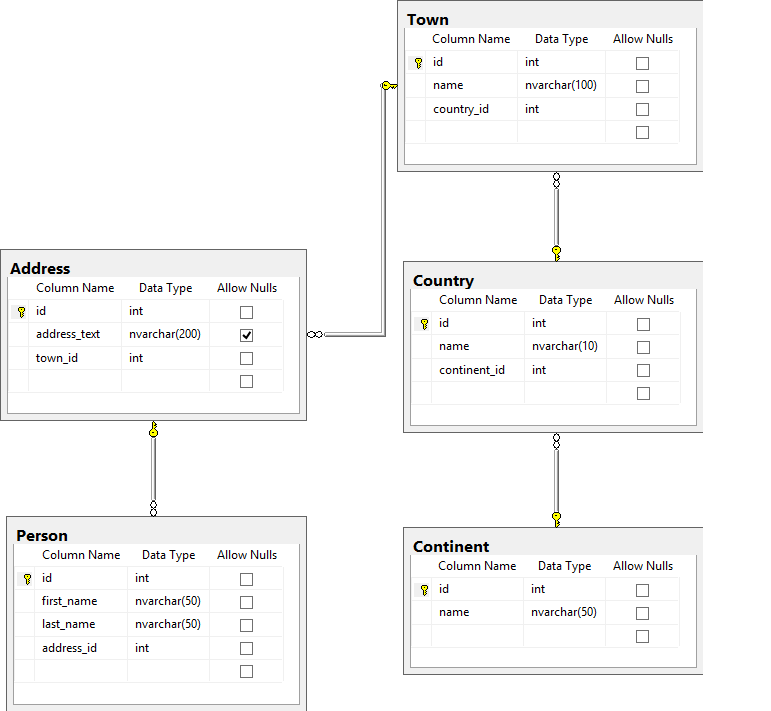 Town
Column Name Data Type Allow Nulls
id int
name nvarchar(100)
country_id int
Address
Column Name Data Type Allow Nulls
id int
address_text nvarchar(200)
town_id int
Country
Column Name Data Type Allow Nulls
id int
name nvarchar(10)
continent_id int
Person
Column Name Data Type Allow Nulls
id int
first_name nvarchar(50)
last_name nvarchar(50)
address_id int
Continent
Column Name Data Type Allow Nulls
id int
name nvarchar(50)